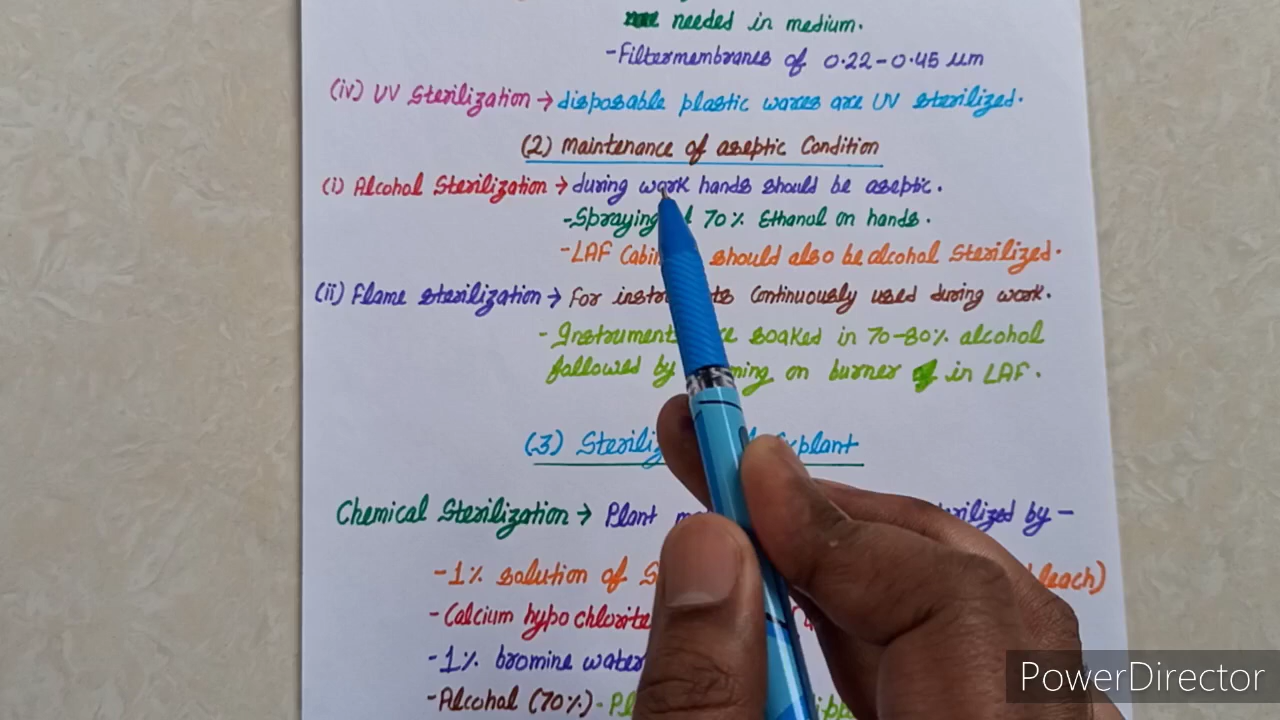 needed in medium.
-Filtermembranes of 0.22-0.45 µm
(iv) UV Sterilization → disposable plastic wares are UV sterilized.
(2) Maintenance of aseptic Condition
(i) Alcohol Sterilization → during work hands should be aseptic.
-Spraying 70% Ethanol on hands.
-LAF should also be alcohol Sterilized.
(ii) Flame sterilization → For Continuously used during work.
- soaked in 70-80% alcohol
followed by on burner in LAF.
(3)
Chemical Sterilization → Plant by -
-1% solution of
-Calcium hypochlorite
-1% bromine water
-Alcohol (70%)-
PowerDirector